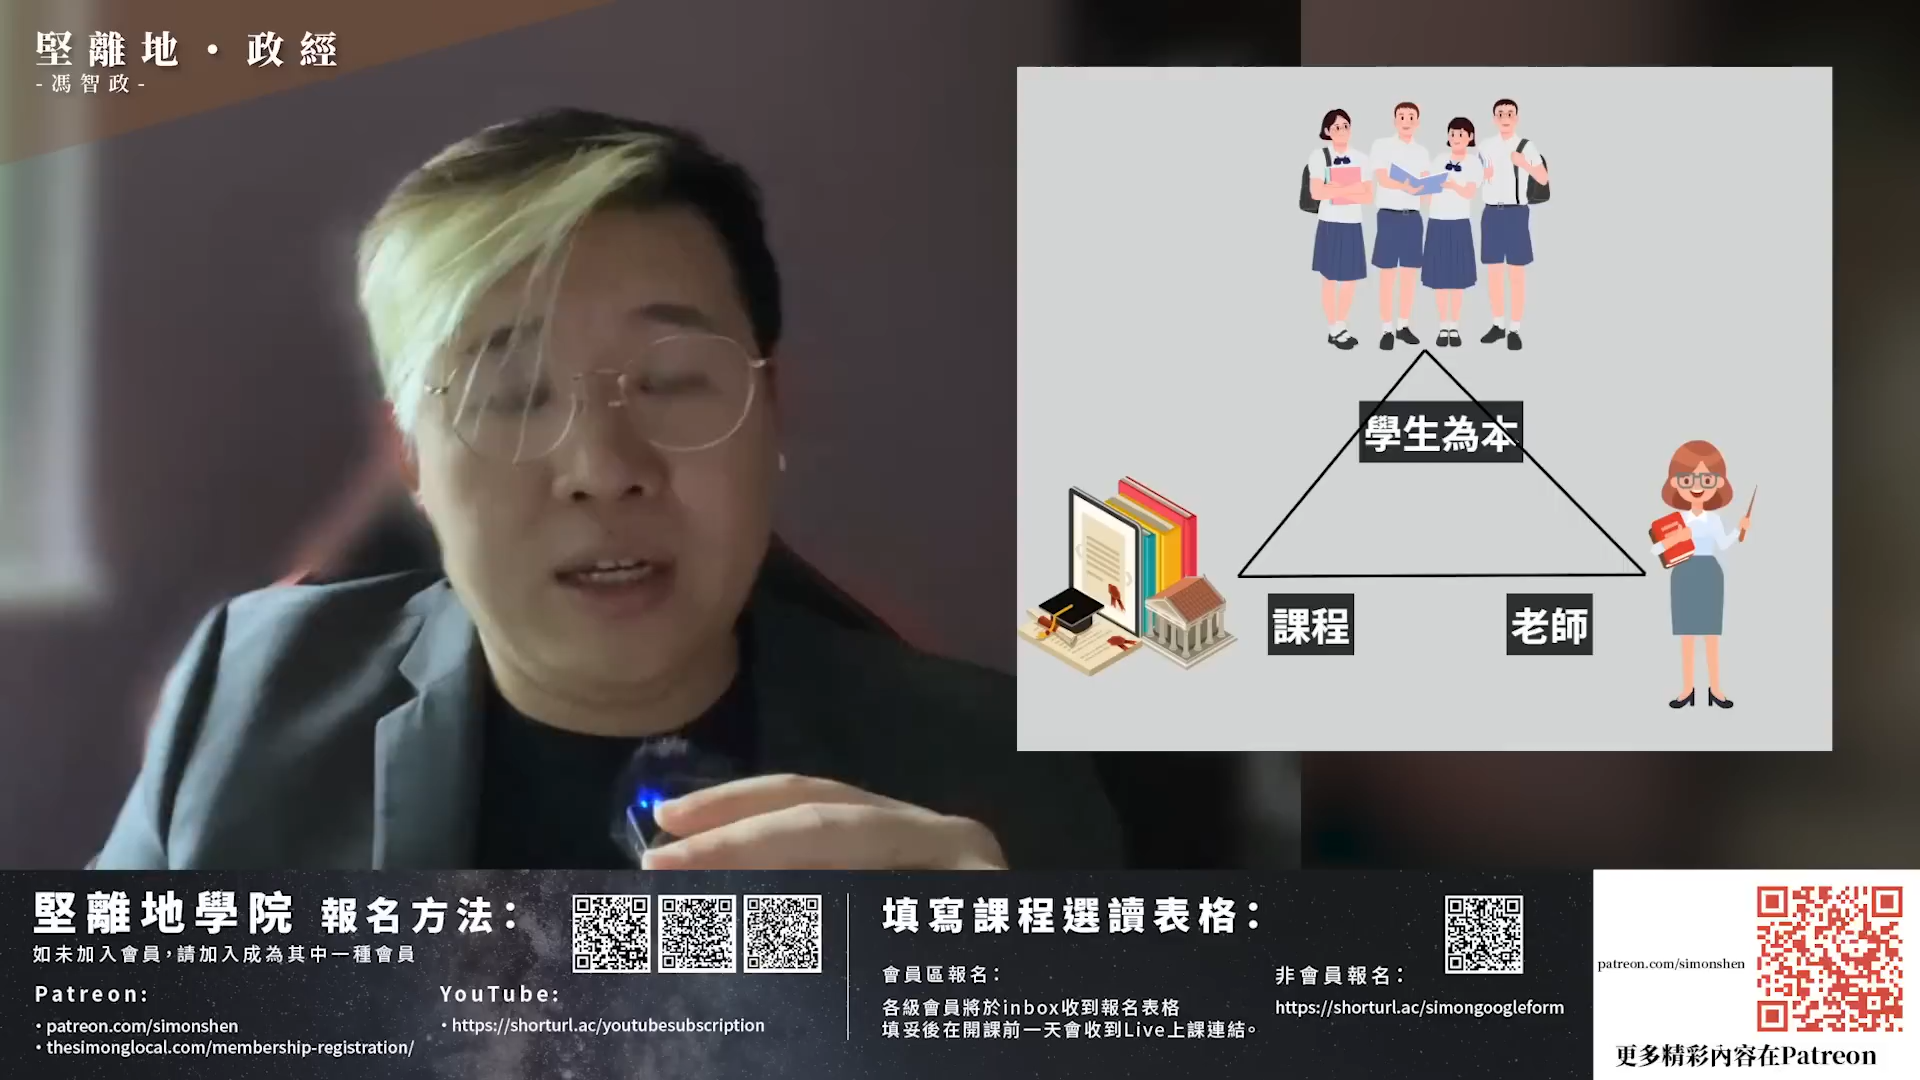 堅離地・政經
-馮智政-
學生為本
課程
老師
堅離地學院 報名方法：
如未加入會員，請加入成為其中一種會員
Patreon:
・patreon.com/simonshen
・thesimonglocal.com/membership-registration/
YouTube:
・https://shorturl.ac/youtubesubscription
填寫課程選讀表格：
會員區報名：
各級會員將於inbox收到報名表格
填妥後在開課前一天會收到Live上課連結。
非會員報名：
https://shorturl.ac/simongoogleform
patreon.com/simonshen
更多精彩內容在Patreon